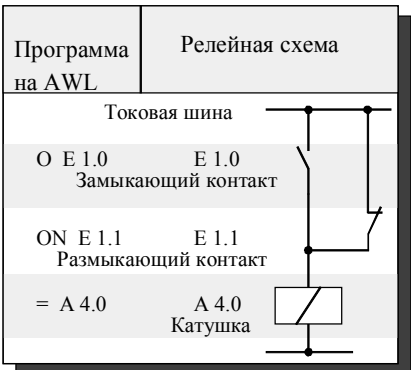 Программа
на AWL
Релейная схема
Токовая шина
O E 1.0 E 1.0
Замыкающий контакт
ON E 1.1 E 1.1
Размыкающий контакт
= A 4.0 A 4.0
Катушка